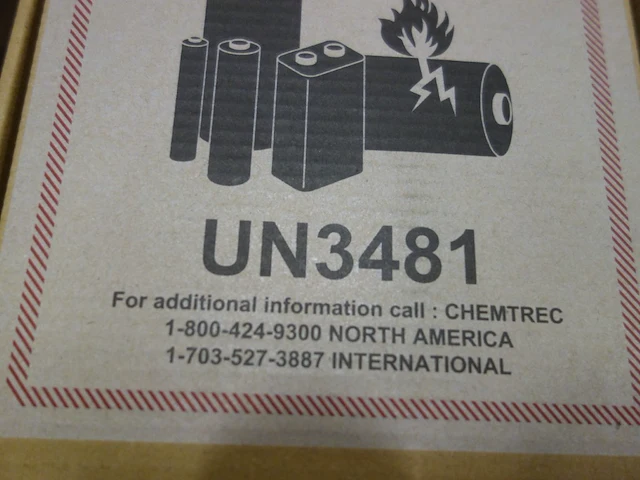 UN3481
For additional information call : CHEMTREC
1-800-424-9300 NORTH AMERICA
1-703-527-3887 INTERNATIONAL